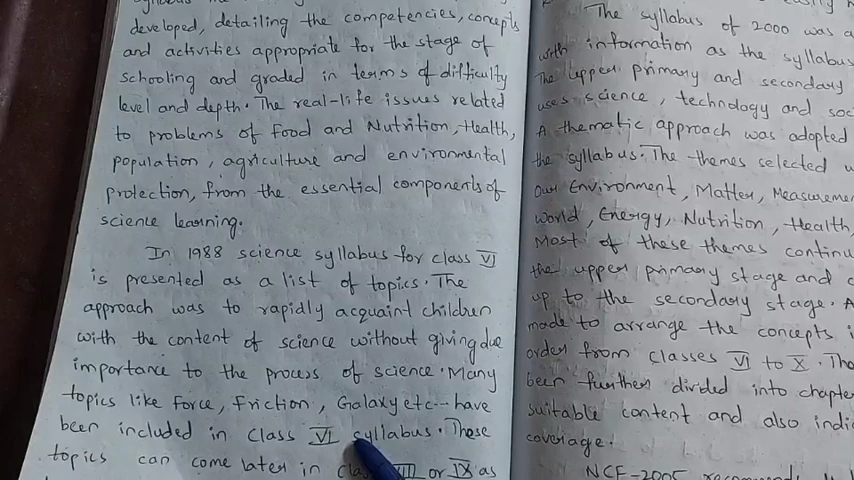 developed, detailing the competencies, concepts
and activities appropriate for the stage of
schooling and graded in terms of difficulty
level and depth. The real-life issues related
to problems of Food and Nutrition, Health,
population, agriculture and environmental
protection, from the essential components of
science learning.
In 1988 science syllabus for class VI
is presented as a list of topics. The
approach was to rapidly acquaint children
with the content of science without giving due
importance to the process of science. Many
topics like Force, Friction, Galaxy etc-- have
been included in class VI syllabus. These
topics can come later in class VIII or IX as
The syllabus of 2000 was a
with information as the syllabus
The upper primary and secondary
uses science, technology and soc
A thematic approach was adopted
the syllabus. The themes selected
Our Environment, Matter, Measureme
World, Energy, Nutrition, Health,
Most of these themes continu
the upper primary stage and
up to the secondary stage. A
made to arrange the concepts i
order from classes VI to X. The
been further divided into chapte
suitable content and also indi
coverage.
NCF-2005